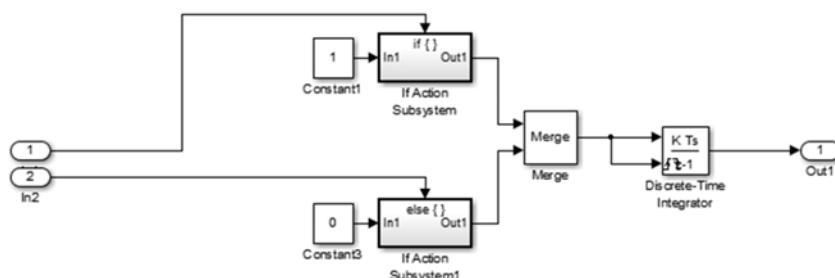 if { }
In1
Out1
1
Constant1
If Action
Subsystem
Merge
Merge
K Ts
z-1
Discrete-Time
Integrator
1
Out1
1
2
In2
else { }
In1
Out1
0
Constant3
If Action
Subsystem1